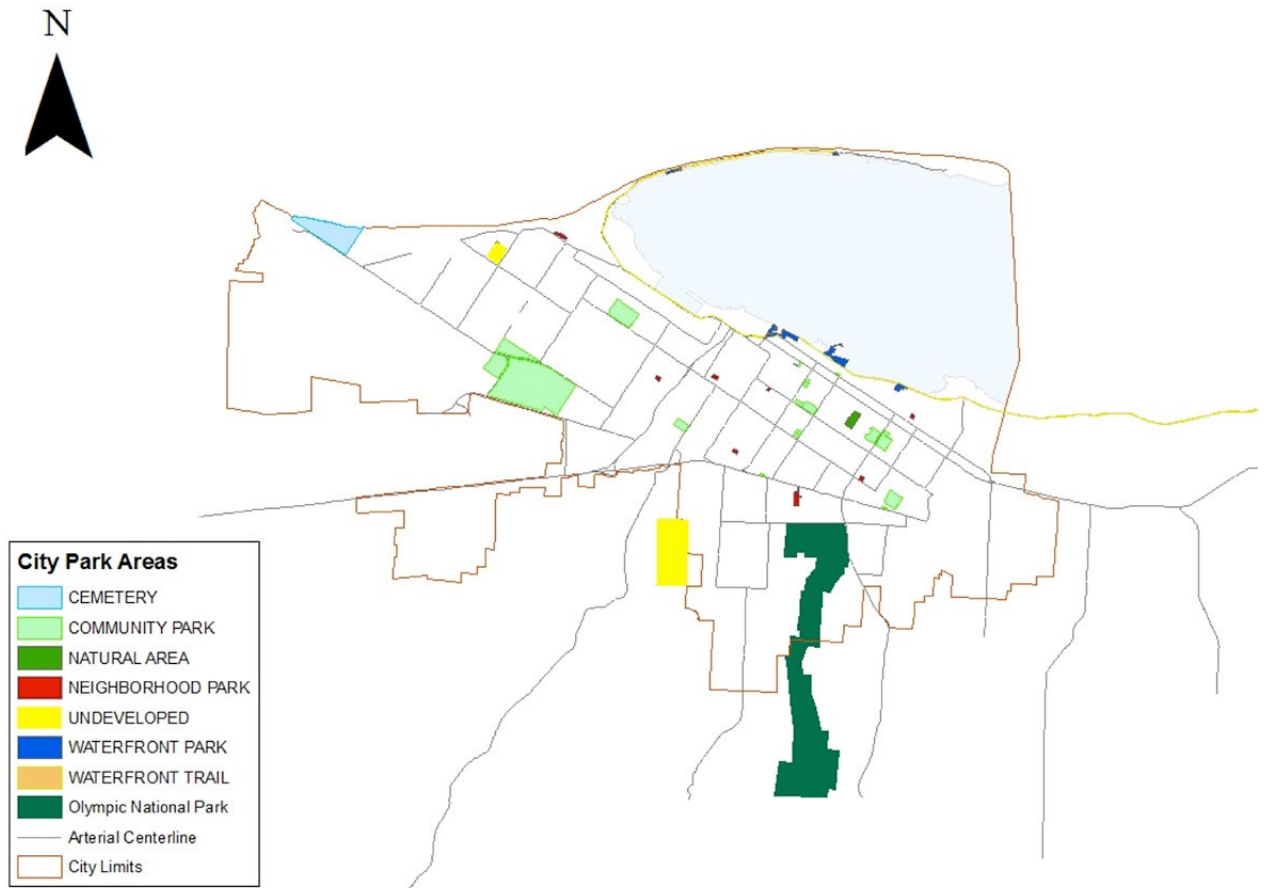 N
City Park Areas
CEMETERY
COMMUNITY PARK
NATURAL AREA
NEIGHBORHOOD PARK
UNDEVELOPED
WATERFRONT PARK
WATERFRONT TRAIL
Olympic National Park
Arterial Centerline
City Limits